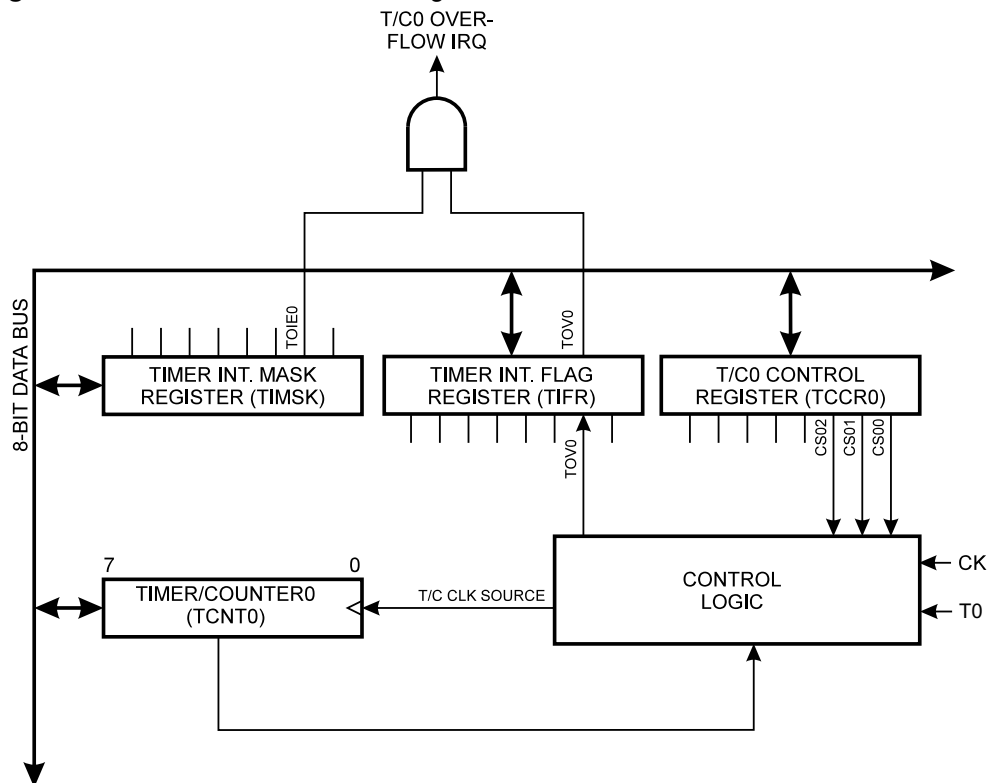 T/C0 OVER-
FLOW IRQ
8-BIT DATA BUS
TOIE0
TOV0
TIMER INT. MASK
REGISTER (TIMSK)
TIMER INT. FLAG
REGISTER (TIFR)
T/C0 CONTROL
REGISTER (TCCR0)
TOV0
CS02
CS01
CS00
7
0
TIMER/COUNTER0
(TCNT0)
T/C CLK SOURCE
CONTROL
LOGIC
CK
T0